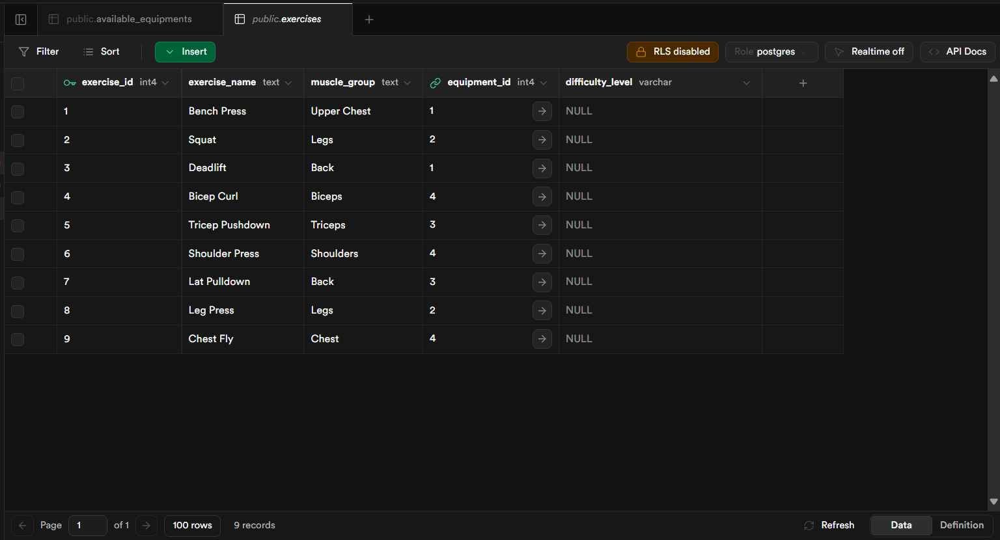 public.available_equipments public.exercises
Filter Sort Insert RLS disabled Role postgres Realtime off API Docs
exercise_id int4 exercise_name text muscle_group text equipment_id int4 difficulty_level varchar
1 Bench Press Upper Chest 1 NULL
2 Squat Legs 2 NULL
3 Deadlift Back 1 NULL
4 Bicep Curl Biceps 4 NULL
5 Tricep Pushdown Triceps 3 NULL
6 Shoulder Press Shoulders 4 NULL
7 Lat Pulldown Back 3 NULL
8 Leg Press Legs 2 NULL
9 Chest Fly Chest 4 NULL
Page 1 of 1 100 rows 9 records Refresh Data Definition